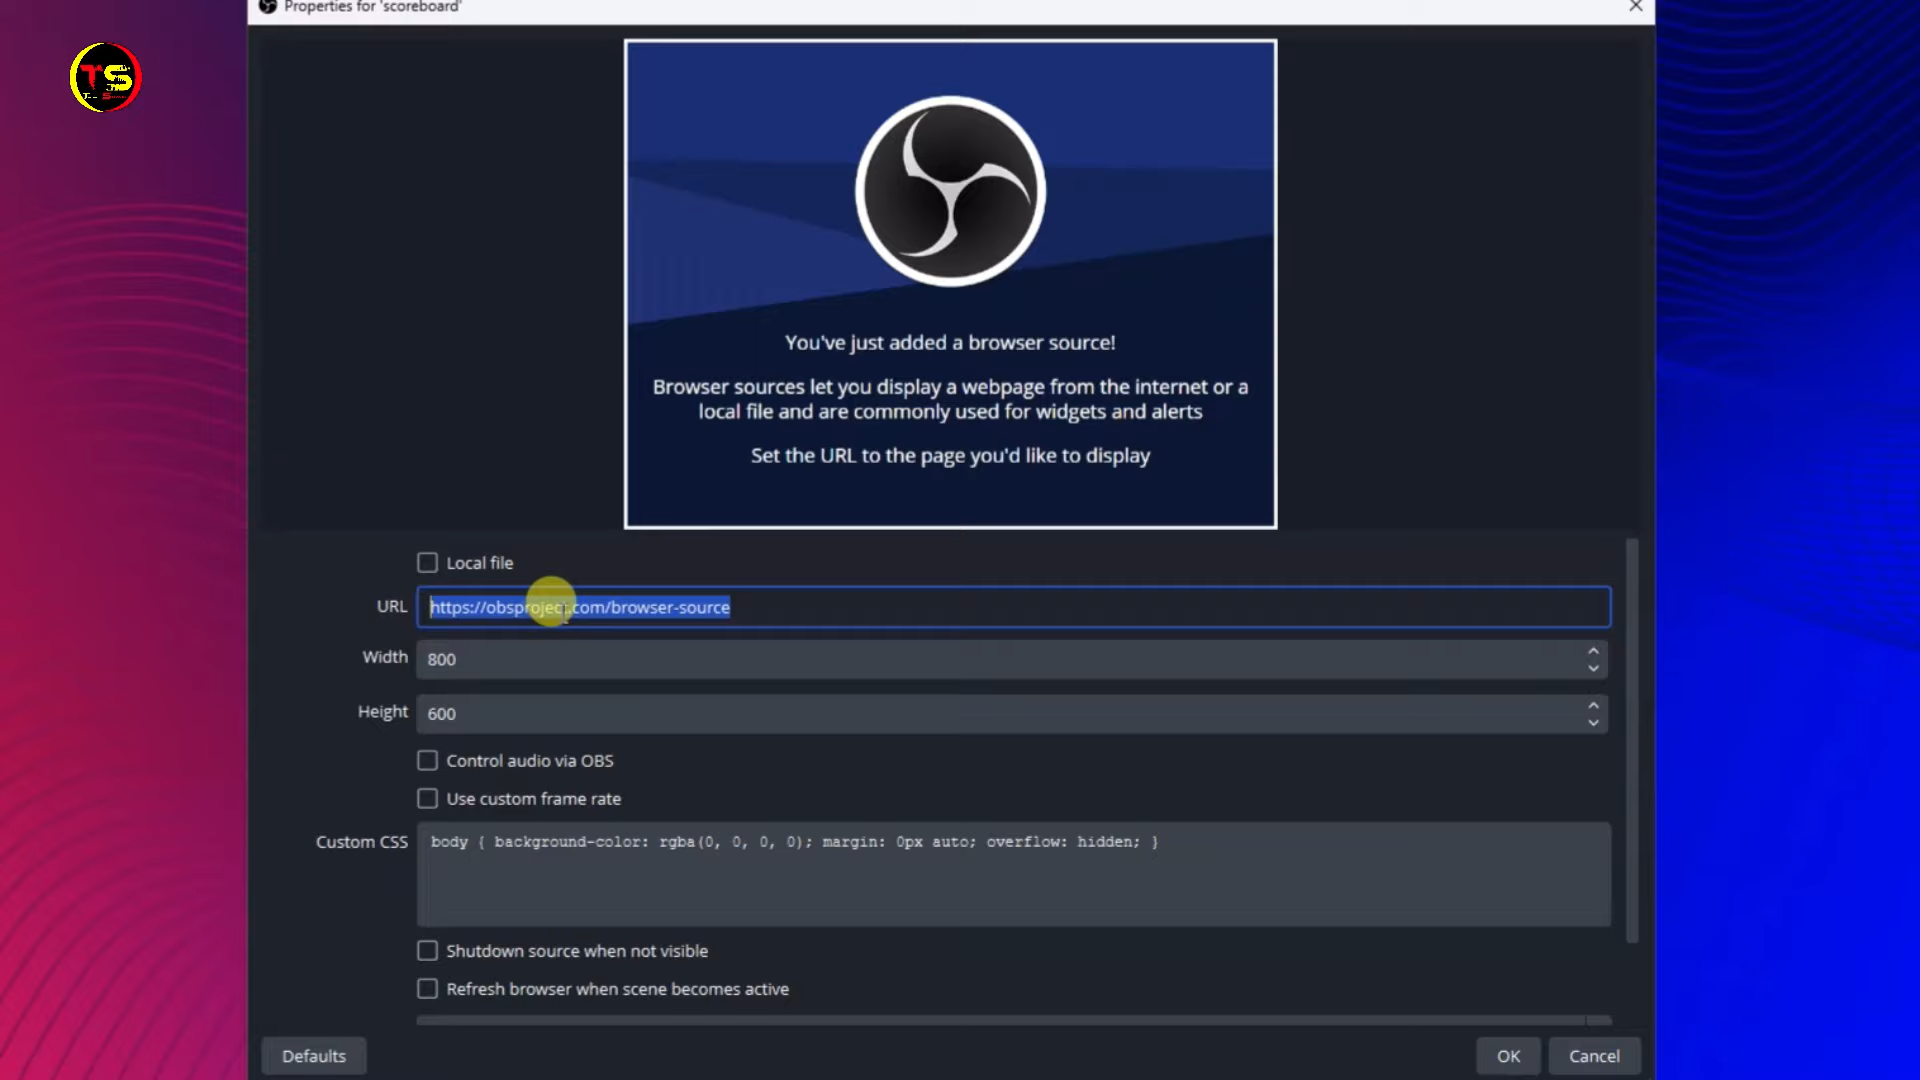 Properties for 'scoreboard'
TS
You've just added a browser source!
Browser sources let you display a webpage from the internet or a
local file and are commonly used for widgets and alerts
Set the URL to the page you'd like to display
Local file
URL https://obsproject.com/browser-source
Width 800
Height 600
Control audio via OBS
Use custom frame rate
Custom CSS body { background-color: rgba(0, 0, 0, 0); margin: 0px auto; overflow: hidden; }
Shutdown source when not visible
Refresh browser when scene becomes active
Defaults OK Cancel